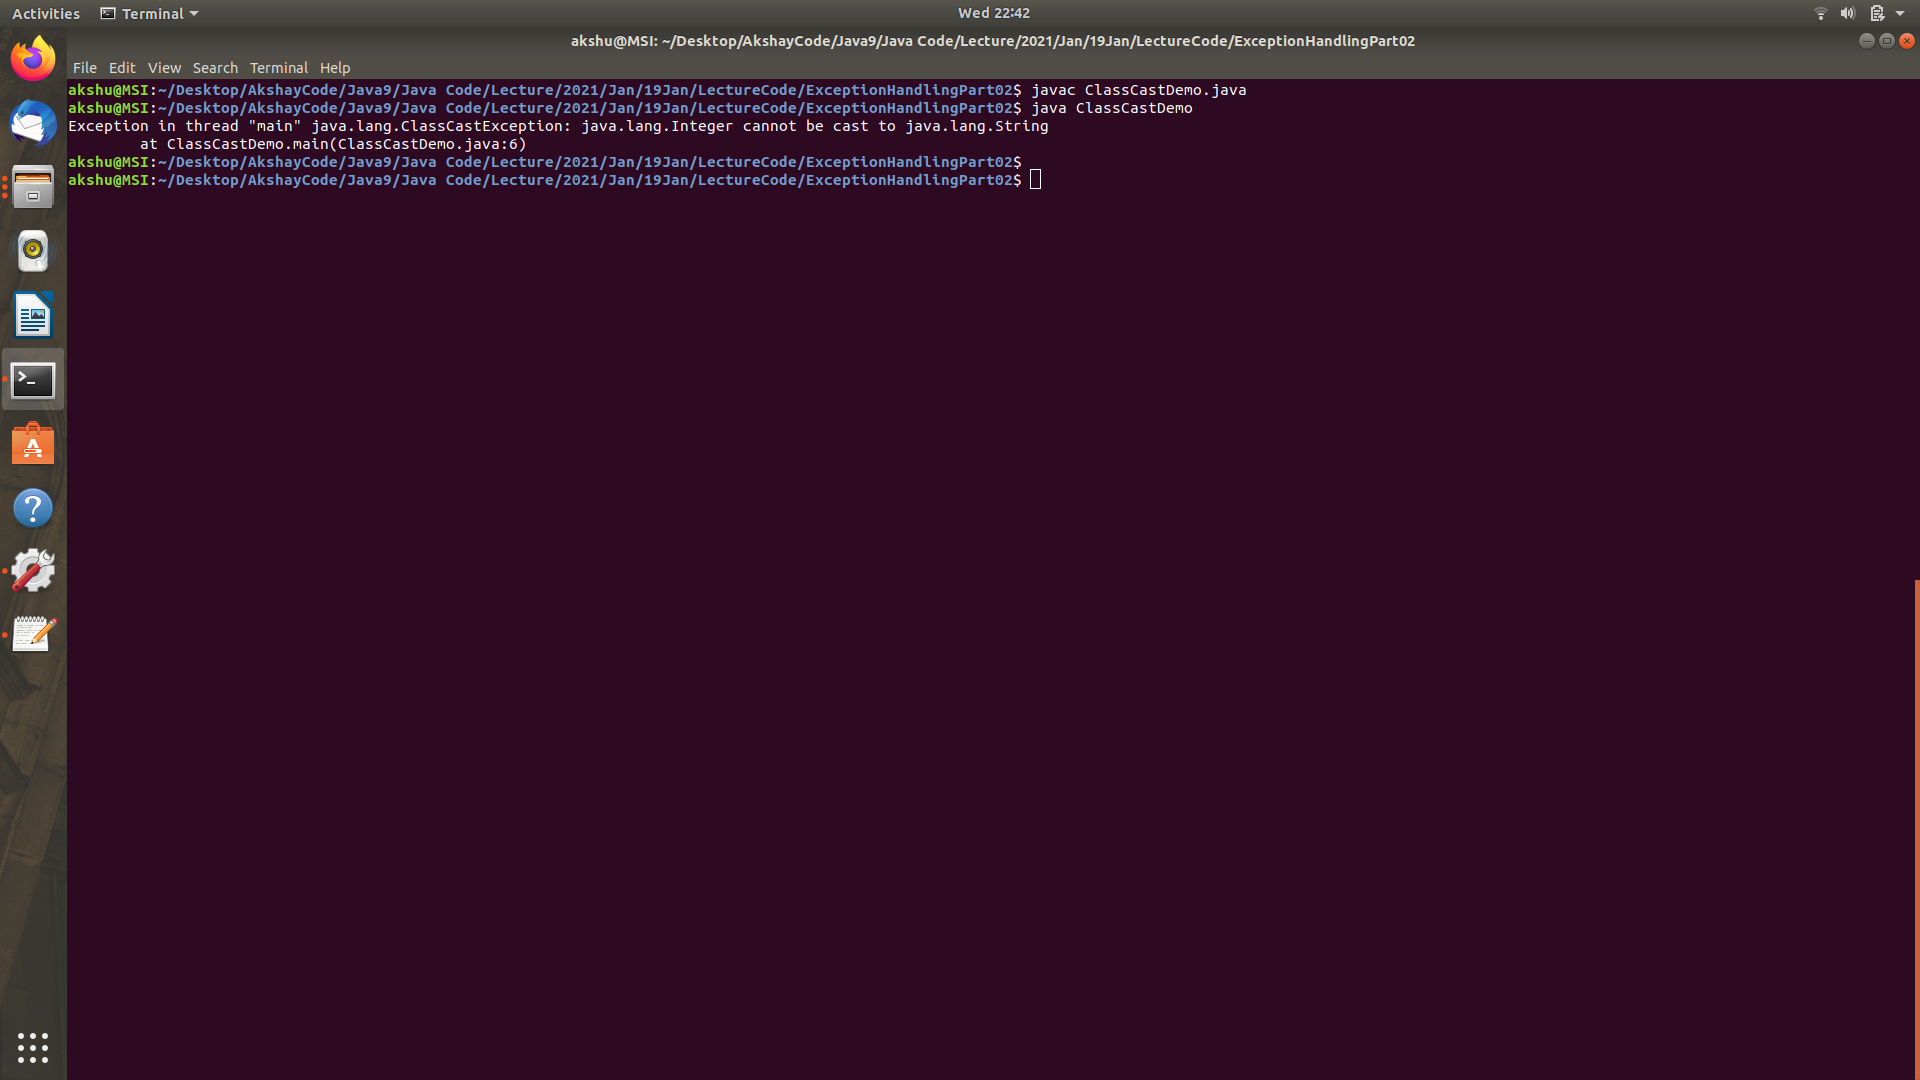 Activities Terminal Wed 22:42
akshu@MSI: ~/Desktop/AkshayCode/Java9/Java Code/Lecture/2021/Jan/19Jan/LectureCode/ExceptionHandlingPart02
File Edit View Search Terminal Help
akshu@MSI:~/Desktop/AkshayCode/Java9/Java Code/Lecture/2021/Jan/19Jan/LectureCode/ExceptionHandlingPart02$ javac ClassCastDemo.java
akshu@MSI:~/Desktop/AkshayCode/Java9/Java Code/Lecture/2021/Jan/19Jan/LectureCode/ExceptionHandlingPart02$ java ClassCastDemo
Exception in thread "main" java.lang.ClassCastException: java.lang.Integer cannot be cast to java.lang.String
        at ClassCastDemo.main(ClassCastDemo.java:6)
akshu@MSI:~/Desktop/AkshayCode/Java9/Java Code/Lecture/2021/Jan/19Jan/LectureCode/ExceptionHandlingPart02$
akshu@MSI:~/Desktop/AkshayCode/Java9/Java Code/Lecture/2021/Jan/19Jan/LectureCode/ExceptionHandlingPart02$